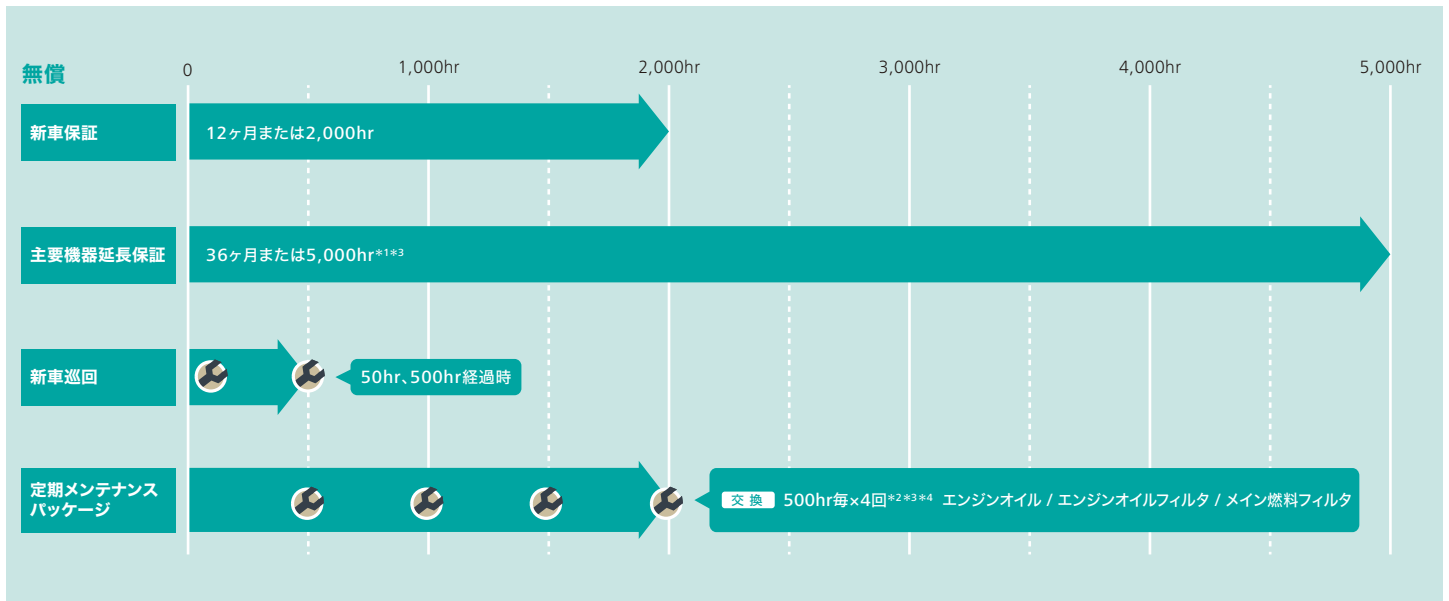 無償
0 1,000hr 2,000hr 3,000hr 4,000hr 5,000hr
新車保証
12ヶ月または2,000hr
主要機器延長保証
36ヶ月または5,000hr*1*3
新車巡回
50hr、500hr経過時
定期メンテナンス
パッケージ
交換 500hr毎×4回*2*3*4 エンジンオイル / エンジンオイルフィルタ / メイン燃料フィルタ